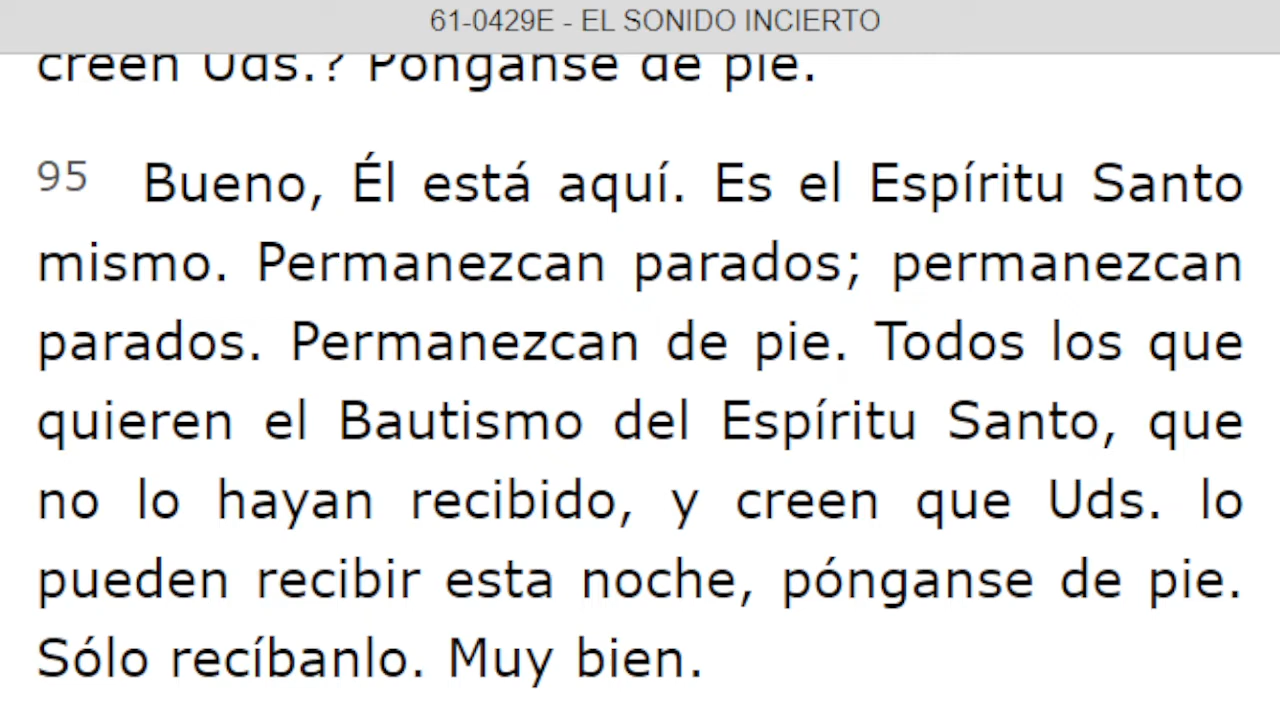 61-0429E - EL SONIDO INCIERTO
creen Uds.? Pónganse de pie.
95 Bueno, Él está aquí. Es el Espíritu Santo
mismo. Permanezcan parados; permanezcan
parados. Permanezcan de pie. Todos los que
quieren el Bautismo del Espíritu Santo, que
no lo hayan recibido, y creen que Uds. lo
pueden recibir esta noche, pónganse de pie.
Sólo recíbanlo. Muy bien.